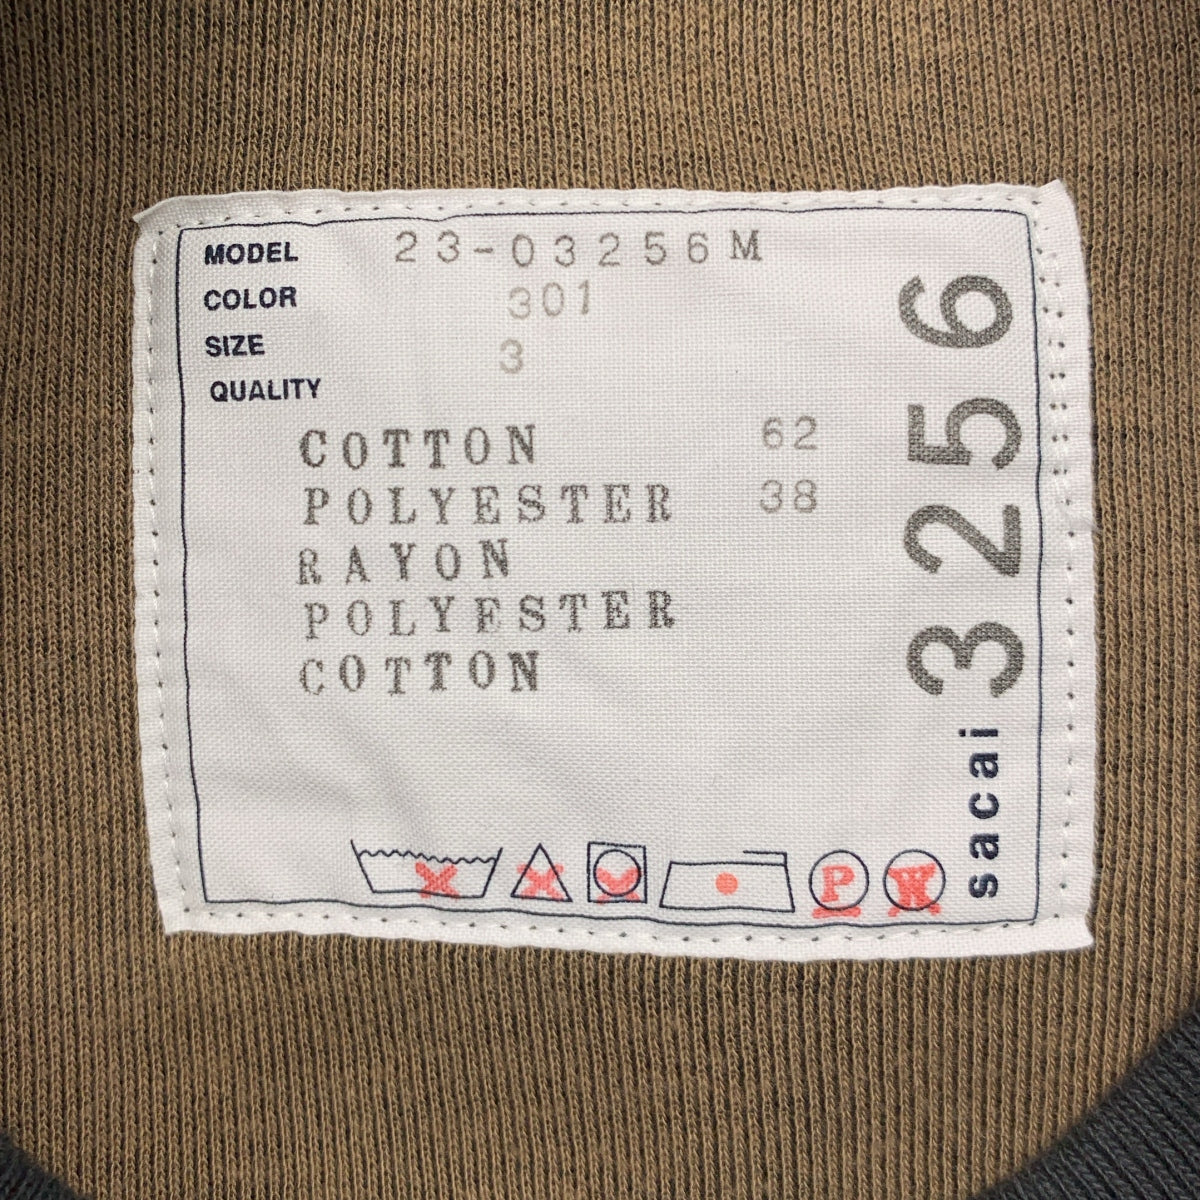 MODEL 23-03256M
COLOR 301
SIZE 3
QUALITY
COTTON 62
POLYESTER 38
RAYON
POLYESTER
COTTON
P W
sacai 3256